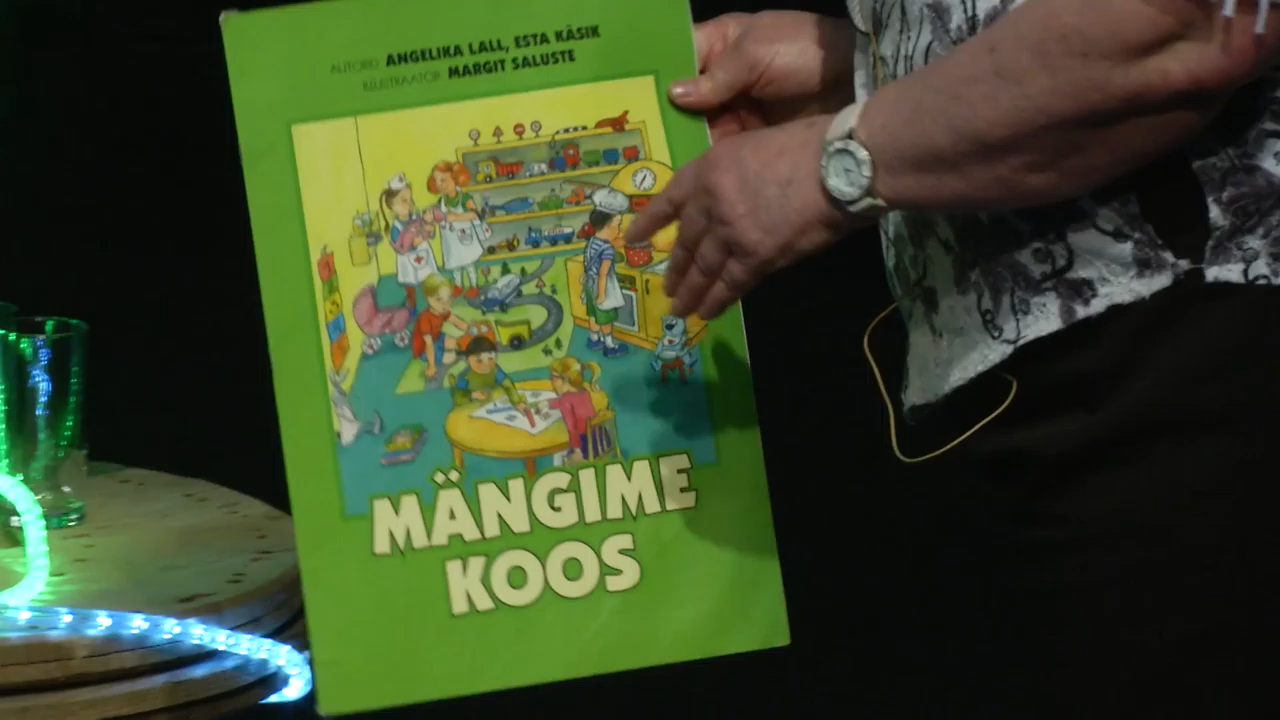 AUTORID ANGELIKA LALL, ESTA KÄSIK
ILLUSTRAATOR MARGIT SALUSTE
MÄNGIME
KOOS